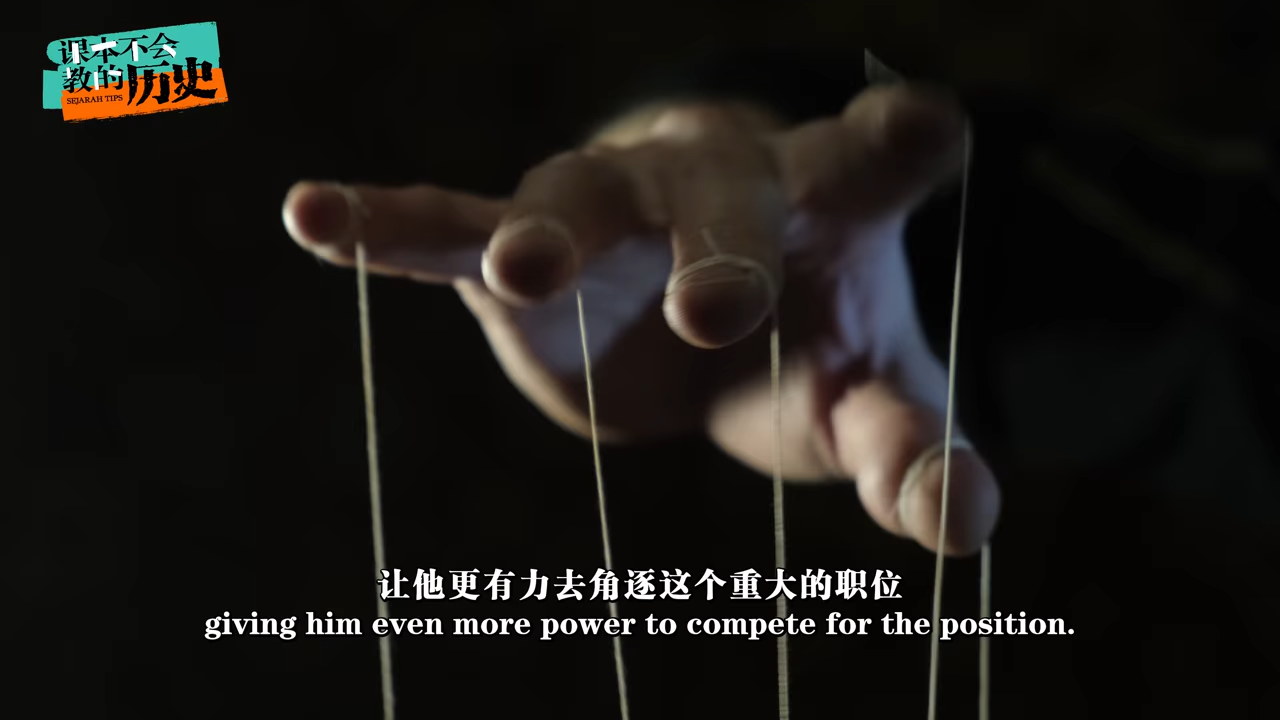 课本不会
教的历史
SEJARAH TIPS
让他更有力去角逐这个重大的职位
giving him even more power to compete for the position.